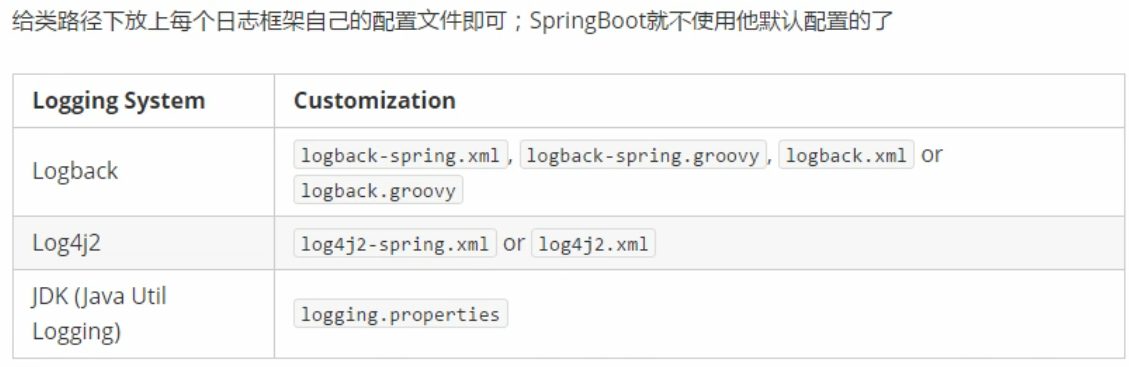 给类路径下放上每个日志框架自己的配置文件即可；SpringBoot就不使用他默认配置的了
Logging System Customization
Logback
logback-spring.xml, logback-spring.groovy, logback.xml or
logback.groovy
Log4j2 log4j2-spring.xml or log4j2.xml
JDK (Java Util
Logging)
logging.properties